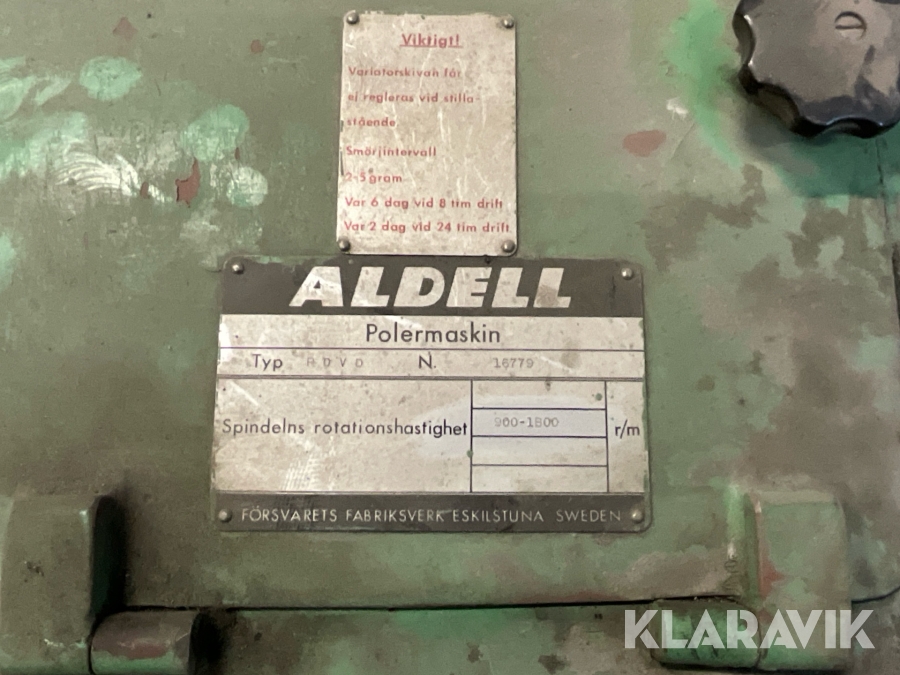 Viktigt!
Variatorskivan får
ej regleras vid stilla-
stående
Smörjintervall
2-5 gram
Var 6 dag vid 8 tim drift
Var 2 dag vid 24 tim drift
ALDELL
Polermaskin
Typ PDVD N. 16779
Spindelns rotationshastighet 900-1800 r/m
FÖRSVARETS FABRIKSVERK ESKILSTUNA SWEDEN
KLARAVIK